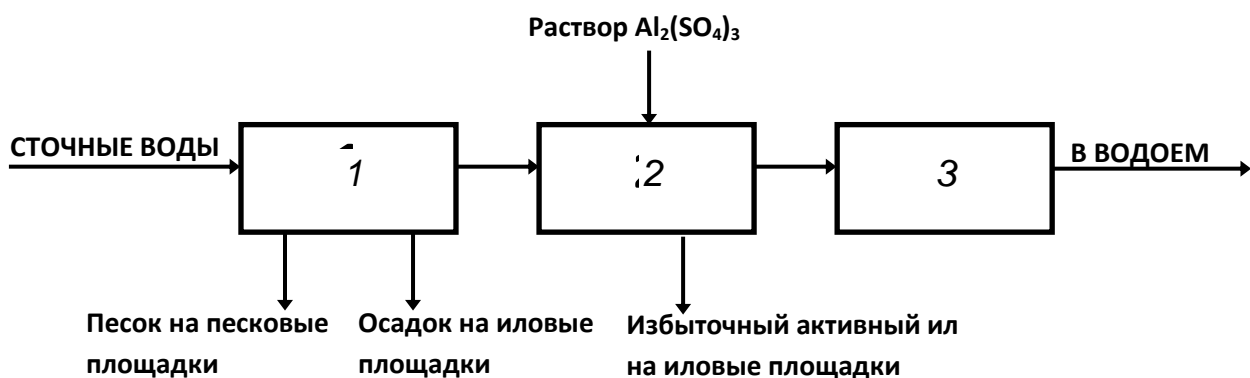 Раствор Al₂(SO₄)₃
СТОЧНЫЕ ВОДЫ
1
2
3
В ВОДОЕМ
Песок на песковые
площадки
Осадок на иловые
площадки
Избыточный активный ил
на иловые площадки